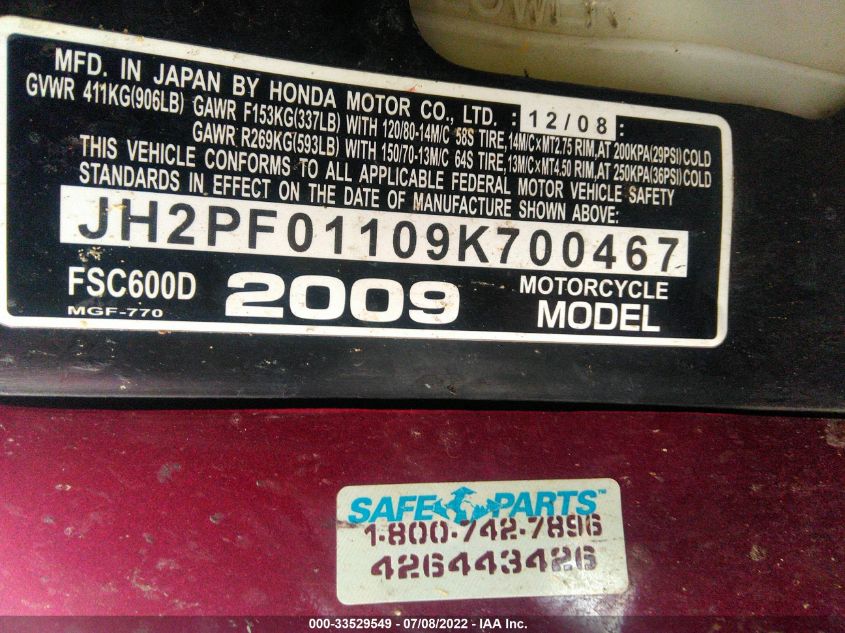 MFD. IN JAPAN BY HONDA MOTOR CO., LTD. : 12/08 :
GVWR 411KG(906LB) GAWR F153KG(337LB) WITH 120/80-14M/C 58S TIRE,14M/C×MT2.75 RIM,AT 200KPA(29PSI)COLD
GAWR R269KG(593LB) WITH 150/70-13M/C 64S TIRE,13M/C×MT4.50 RIM,AT 250KPA(36PSI)COLD
THIS VEHICLE CONFORMS TO ALL APPLICABLE FEDERAL MOTOR VEHICLE SAFETY
STANDARDS IN EFFECT ON THE DATE OF MANUFACTURE SHOWN ABOVE:
JH2PF01109K700467
FSC600D 2009 MOTORCYCLE
MGF-770 MODEL
SAFE PARTS™
1-800-742-7896
426443426
000-33529549 - 07/08/2022 - IAA Inc.